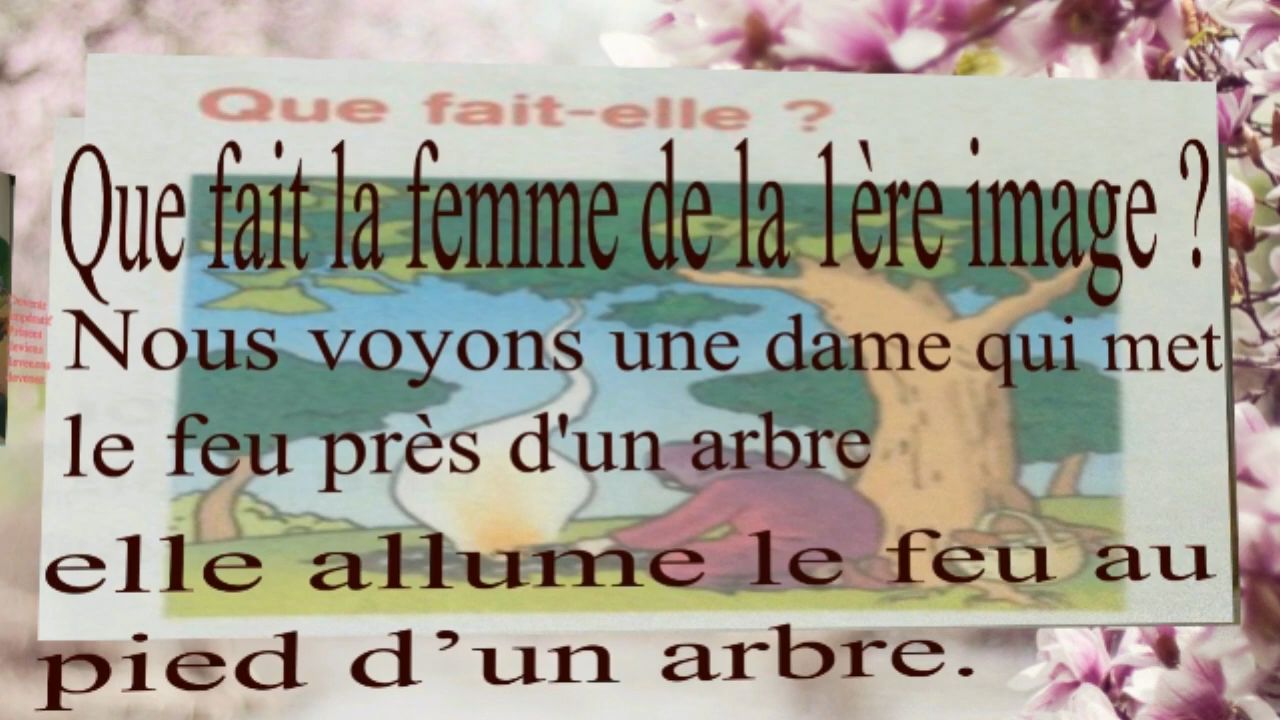 Que fait-elle ?
Que fait la femme de la 1ère image ?
Nous voyons une dame qui met
le feu près d'un arbre
elle allume le feu au
pied d’un arbre.